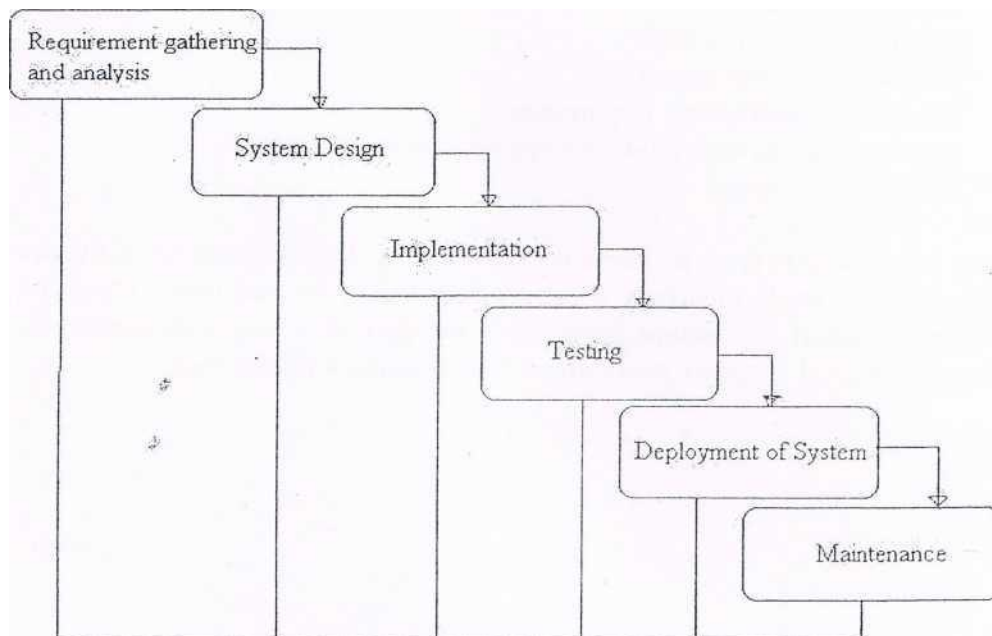 Requirement gathering
and analysis
System Design
Implementation
Testing
Deployment of System
Maintenance